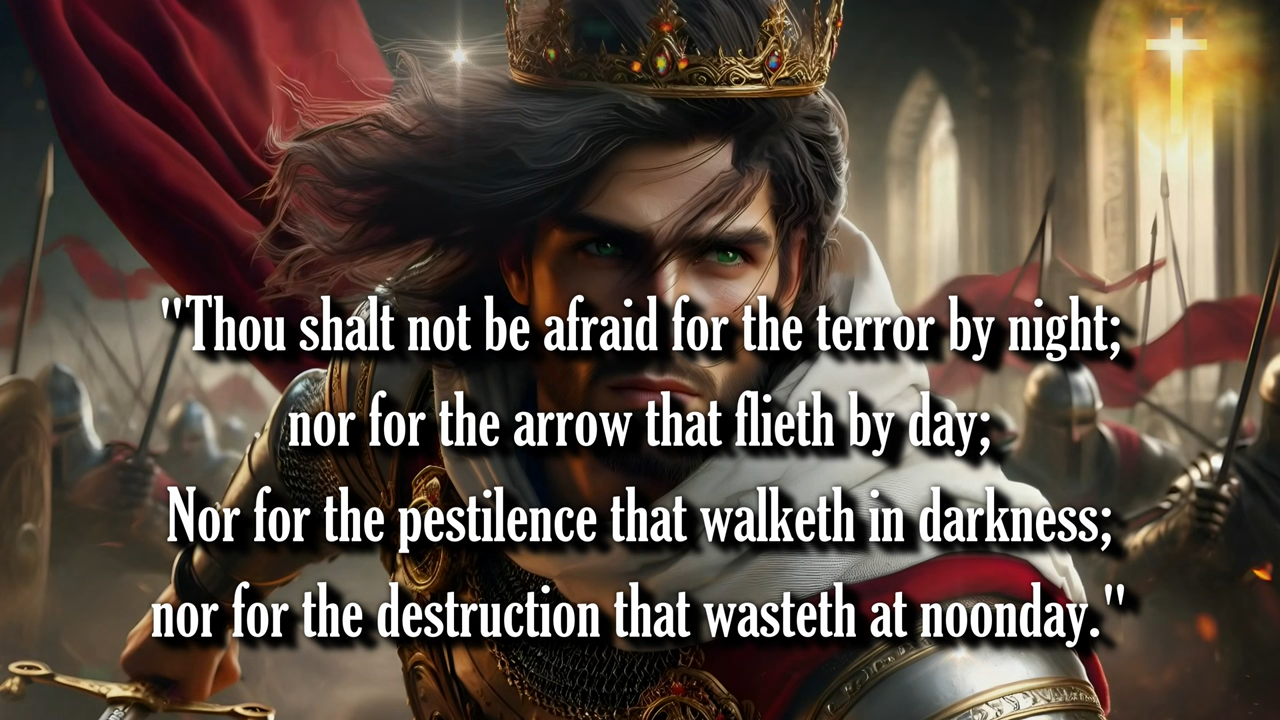 "Thou shalt not be afraid for the terror by night;
nor for the arrow that flieth by day;
Nor for the pestilence that walketh in darkness;
nor for the destruction that wasteth at noonday."